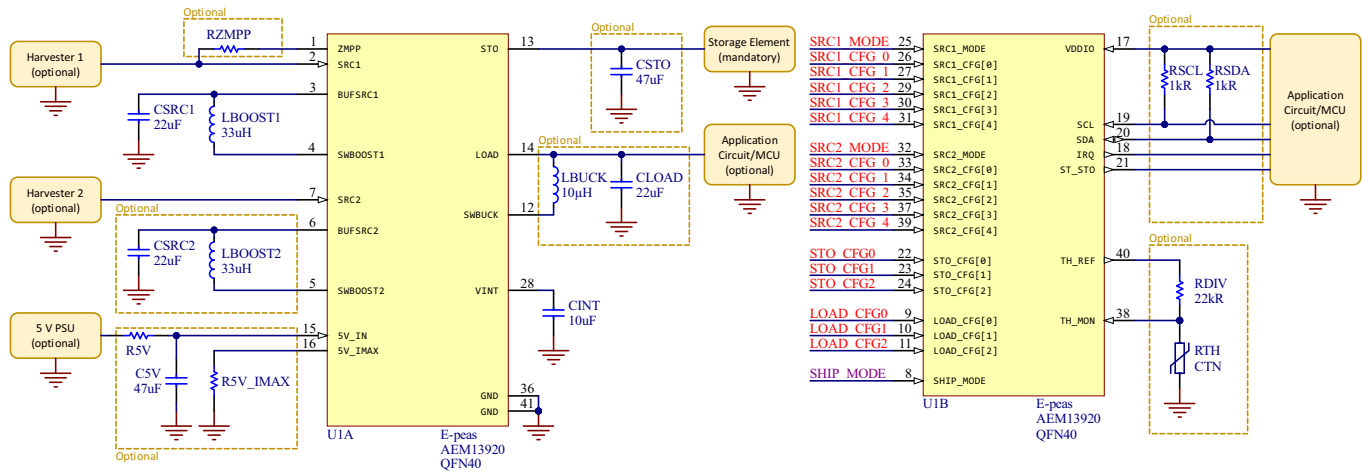 Optional
RZMPP
Harvester 1
(optional)
1
ZMPP
2
SRC1
3
BUFSRC1
CSRC1
22uF
LBOOST1
33uH
4
SWBOOST1
Harvester 2
(optional)
7
SRC2
Optional
6
BUFSRC2
CSRC2
22uF
LBOOST2
33uH
5
SWBOOST2
5 V PSU
(optional)
R5V
15
5V_IN
16
5V_IMAX
C5V
47uF
R5V_IMAX
Optional
STO
13
Optional
CSTO
47uF
Storage Element
(mandatory)
LOAD
14
LBUCK
10µH
CLOAD
22uF
SWBUCK
12
Optional
Application
Circuit/MCU
(optional)
VINT
28
CINT
10uF
GND
36
GND
41
U1A
E-peas
AEM13920
QFN40
SRC1_MODE 25 SRC1_MODE
SRC1_CFG_0 26 SRC1_CFG[0]
SRC1_CFG_1 27 SRC1_CFG[1]
SRC1_CFG_2 29 SRC1_CFG[2]
SRC1_CFG_3 30 SRC1_CFG[3]
SRC1_CFG_4 31 SRC1_CFG[4]
SRC2_MODE 32 SRC2_MODE
SRC2_CFG_0 33 SRC2_CFG[0]
SRC2_CFG_1 34 SRC2_CFG[1]
SRC2_CFG_2 35 SRC2_CFG[2]
SRC2_CFG_3 37 SRC2_CFG[3]
SRC2_CFG_4 39 SRC2_CFG[4]
STO_CFG0 22 STO_CFG[0]
STO_CFG1 23 STO_CFG[1]
STO_CFG2 24 STO_CFG[2]
LOAD_CFG0 9 LOAD_CFG[0]
LOAD_CFG1 10 LOAD_CFG[1]
LOAD_CFG2 11 LOAD_CFG[2]
SHIP_MODE 8 SHIP_MODE
VDDIO 17
SCL 19
SDA 20
IRQ 18
ST_STO 21
Optional
RSCL
1kR
RSDA
1kR
Application
Circuit/MCU
(optional)
TH_REF 40
TH_MON 38
Optional
RDIV
22kR
RTH
CTN
U1B
E-peas
AEM13920
QFN40